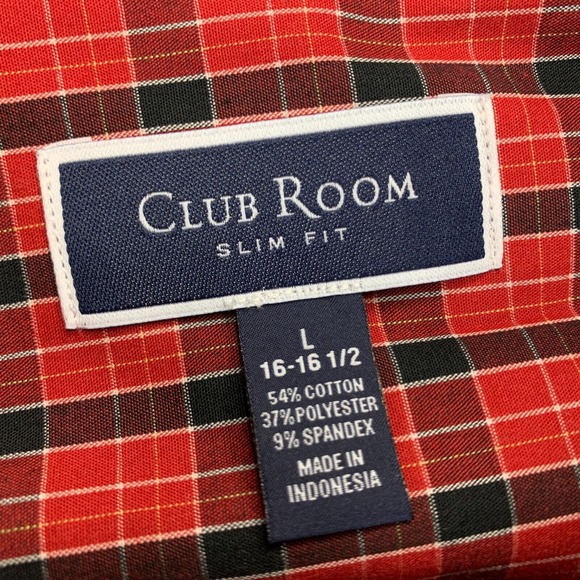 CLUB ROOM
SLIM FIT
L
16-16 1/2
54% COTTON
37% POLYESTER
9% SPANDEX
MADE IN
INDONESIA